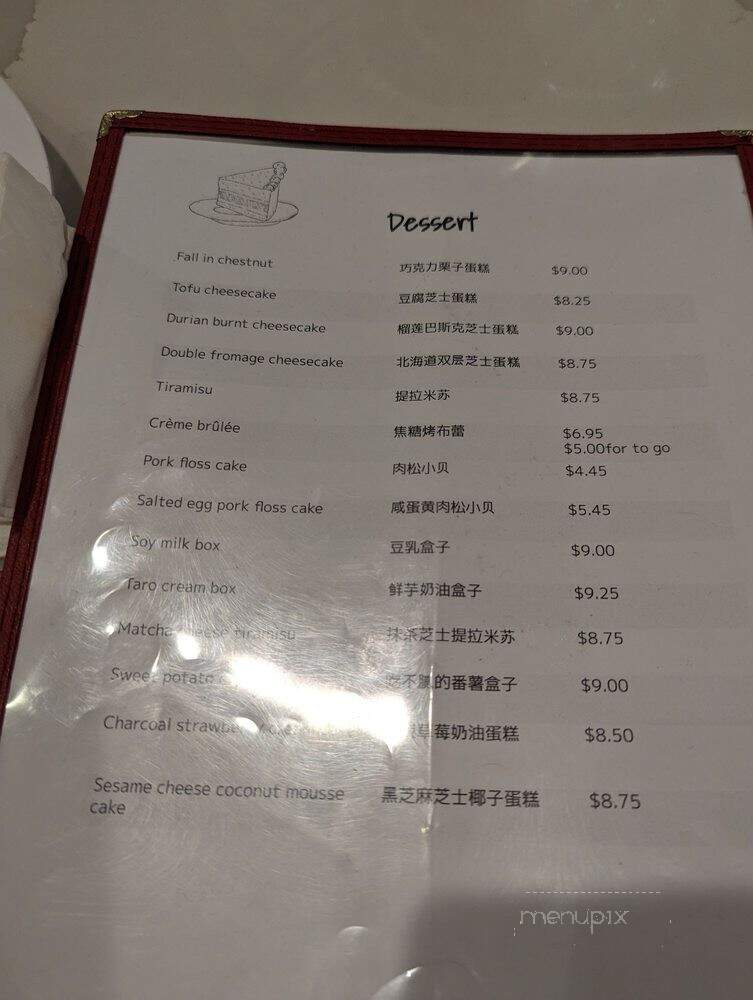 Dessert
Fall in chestnut 巧克力栗子蛋糕 $9.00
Tofu cheesecake 豆腐芝士蛋糕 $8.25
Durian burnt cheesecake 榴莲巴斯克芝士蛋糕 $9.00
Double fromage cheesecake 北海道双层芝士蛋糕 $8.75
Tiramisu 提拉米苏 $8.75
Crème brûlée 焦糖烤布蕾 $6.95
$5.00for to go
Pork floss cake 肉松小贝 $4.45
Salted egg pork floss cake 咸蛋黄肉松小贝 $5.45
Soy milk box 豆乳盒子 $9.00
Taro cream box 鲜芋奶油盒子 $9.25
Matcha cheese tiramisu 抹茶芝士提拉米苏 $8.75
Sweet potato 不腻的番薯盒子 $9.00
Charcoal 草莓奶油蛋糕 $8.50
Sesame cheese coconut mousse 黑芝麻芝士椰子蛋糕 $8.75
cake
menupix